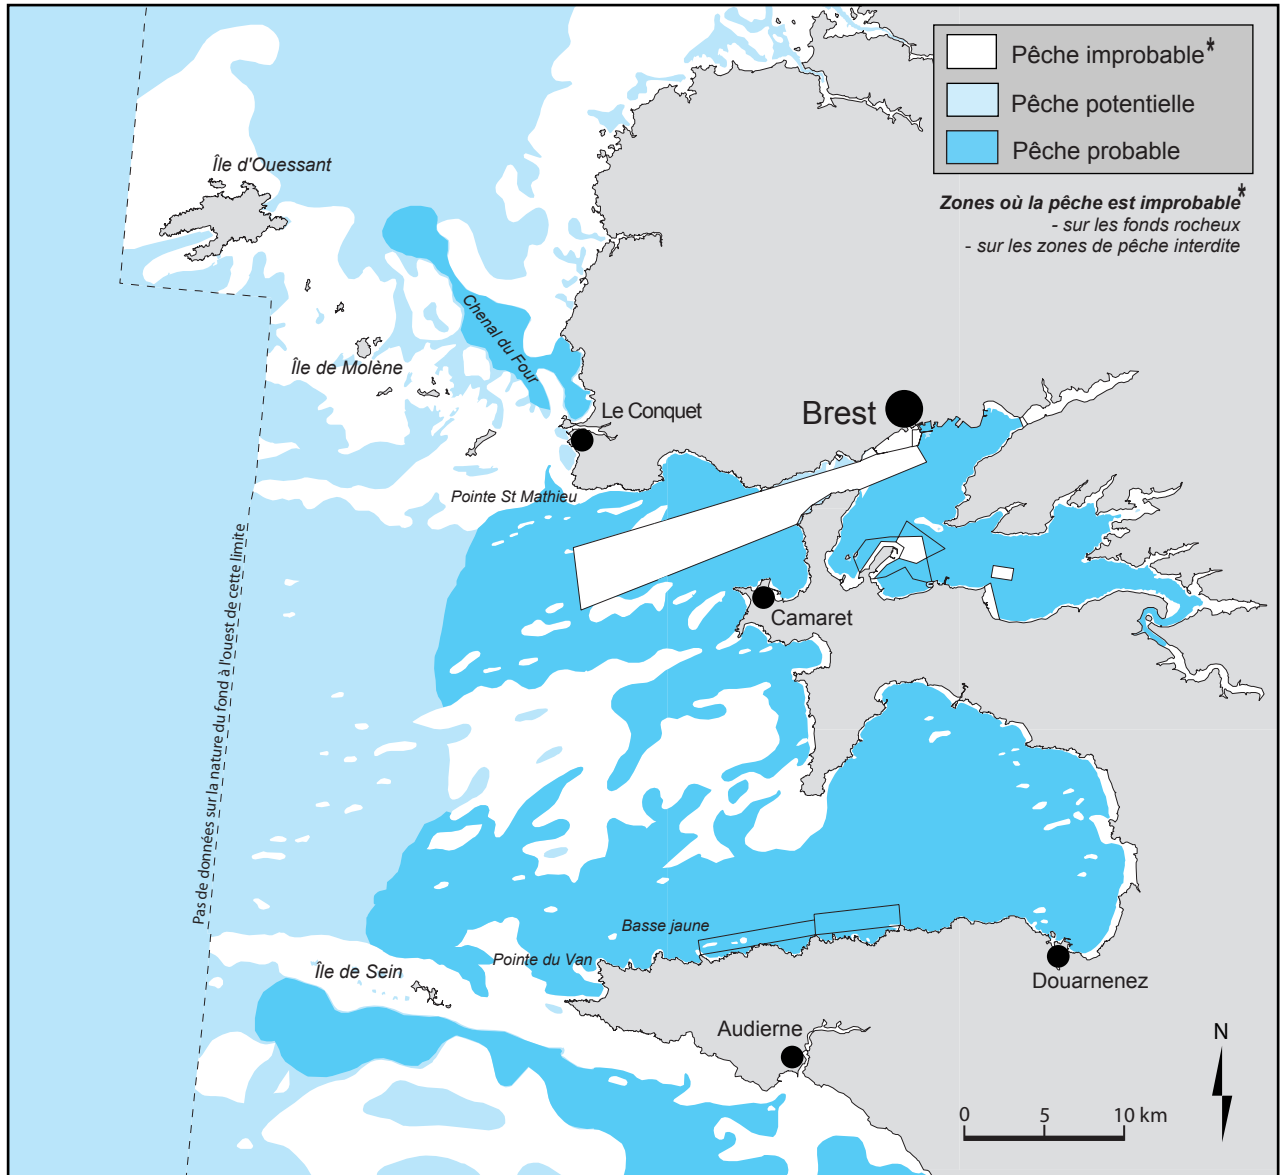 Pêche improbable*
Pêche potentielle
Pêche probable
Zones où la pêche est improbable*
- sur les fonds rocheux
- sur les zones de pêche interdite
Île d'Ouessant
Chenal du Four
Île de Molène
Le Conquet
Brest
Pointe St Mathieu
Camaret
Pas de données sur la nature du fond à l'ouest de cette limite
Basse jaune
Pointe du Van
Île de Sein
Douarnenez
Audierne
N
0 5 10 km